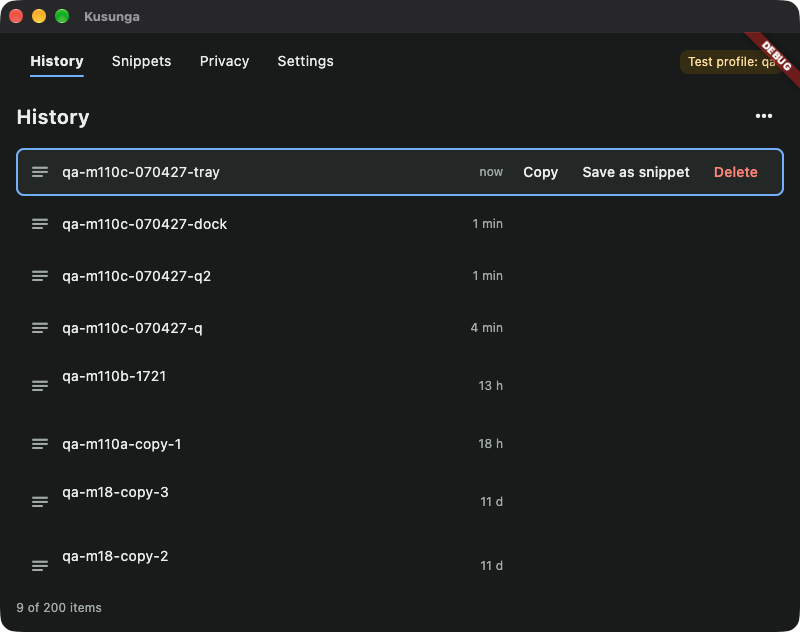 Kusunga
History Snippets Privacy Settings Test profile: qa
DEBUG
History •••
qa-m110c-070427-tray now Copy Save as snippet Delete
qa-m110c-070427-dock 1 min
qa-m110c-070427-q2 1 min
qa-m110c-070427-q 4 min
qa-m110b-1721 13 h
qa-m110a-copy-1 18 h
qa-m18-copy-3 11 d
qa-m18-copy-2 11 d
9 of 200 items